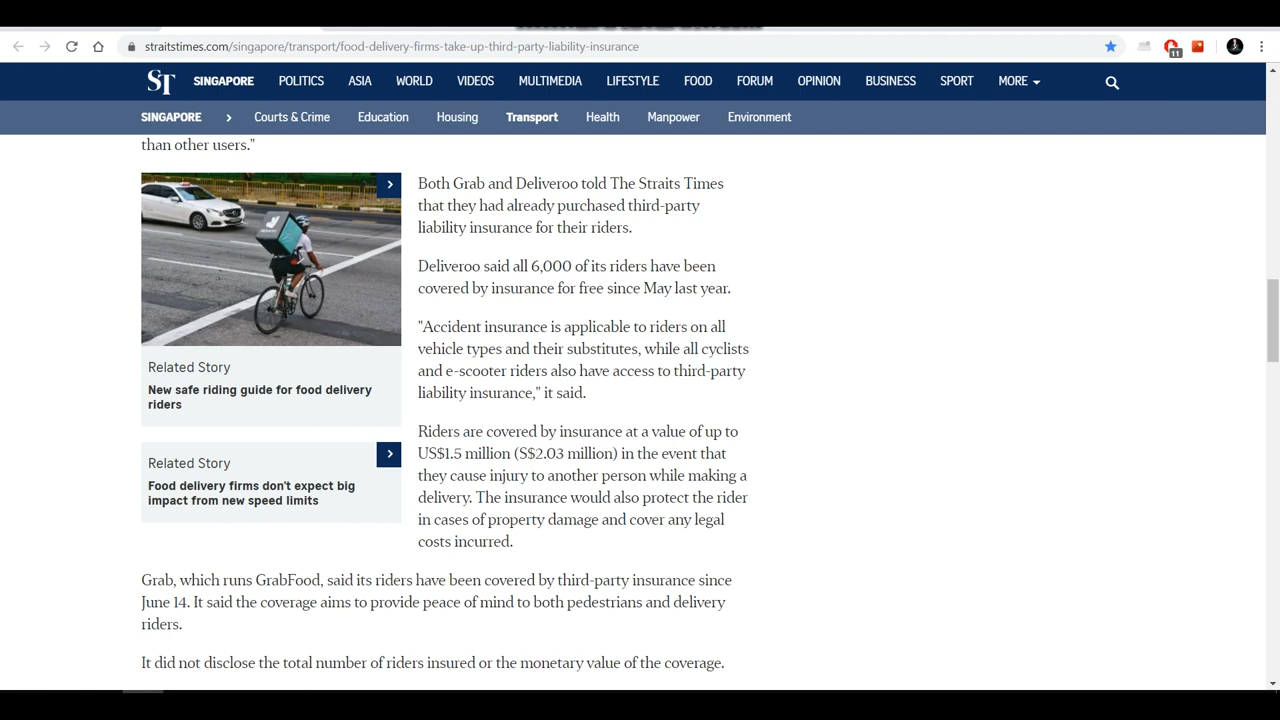 straitstimes.com/singapore/transport/food-delivery-firms-take-up-third-party-liability-insurance
11
ST SINGAPORE POLITICS ASIA WORLD VIDEOS MULTIMEDIA LIFESTYLE FOOD FORUM OPINION BUSINESS SPORT MORE
SINGAPORE Courts & Crime Education Housing Transport Health Manpower Environment
than other users."
Both Grab and Deliveroo told The Straits Times
that they had already purchased third-party
liability insurance for their riders.
Deliveroo said all 6,000 of its riders have been
covered by insurance for free since May last year.
"Accident insurance is applicable to riders on all
vehicle types and their substitutes, while all cyclists
and e-scooter riders also have access to third-party
liability insurance," it said.
Riders are covered by insurance at a value of up to
US$1.5 million (S$2.03 million) in the event that
they cause injury to another person while making a
delivery. The insurance would also protect the rider
in cases of property damage and cover any legal
costs incurred.
deliveroo
Related Story
New safe riding guide for food delivery
riders
Related Story
Food delivery firms don't expect big
impact from new speed limits
Grab, which runs GrabFood, said its riders have been covered by third-party insurance since
June 14. It said the coverage aims to provide peace of mind to both pedestrians and delivery
riders.
It did not disclose the total number of riders insured or the monetary value of the coverage.